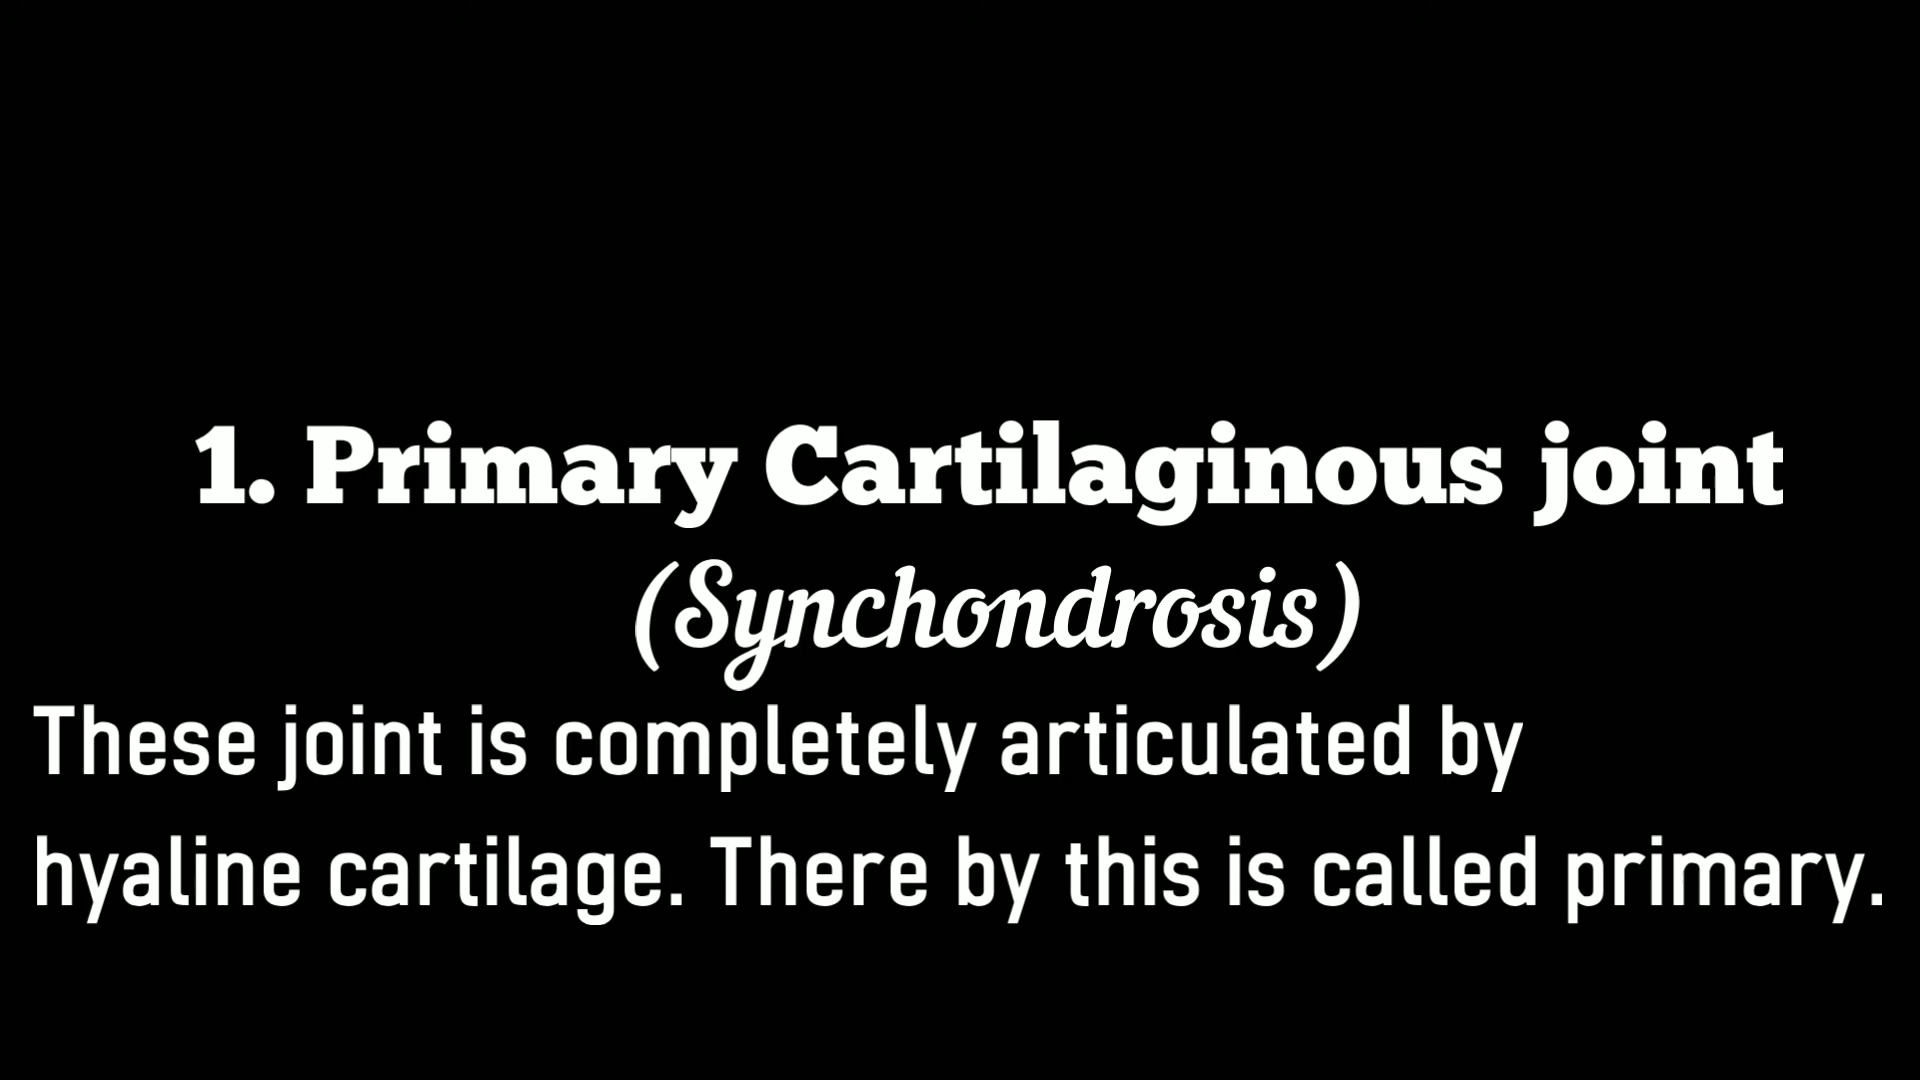 1. Primary Cartilaginous joint
(Synchondrosis)
These joint is completely articulated by
hyaline cartilage. There by this is called primary.